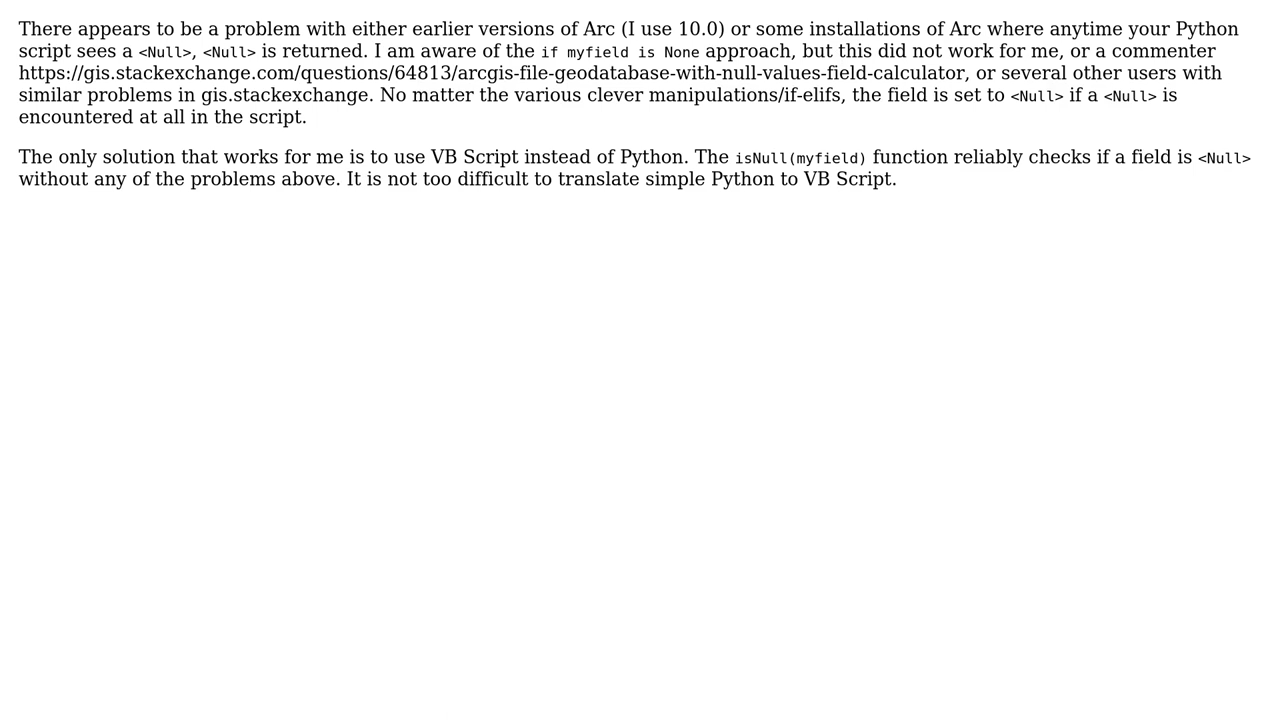 There appears to be a problem with either earlier versions of Arc (I use 10.0) or some installations of Arc where anytime your Python
script sees a <Null>, <Null> is returned. I am aware of the if myfield is None approach, but this did not work for me, or a commenter
https://gis.stackexchange.com/questions/64813/arcgis-file-geodatabase-with-null-values-field-calculator, or several other users with
similar problems in gis.stackexchange. No matter the various clever manipulations/if-elifs, the field is set to <Null> if a <Null> is
encountered at all in the script.
The only solution that works for me is to use VB Script instead of Python. The isNull(myfield) function reliably checks if a field is <Null>
without any of the problems above. It is not too difficult to translate simple Python to VB Script.